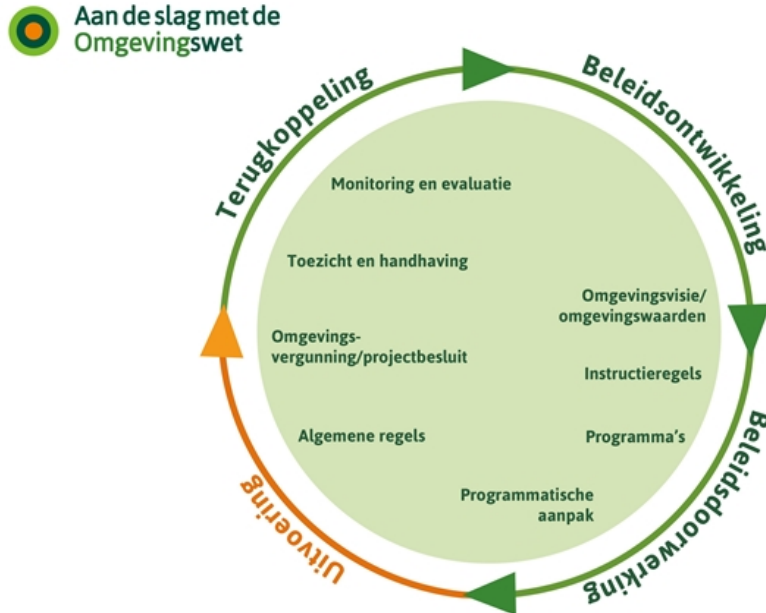 Aan de slag met de
Omgevingswet
Terugkoppeling
Beleidsontwikkeling
Monitoring en evaluatie
Toezicht en handhaving
Omgevingsvisie/
omgevingswaarden
Omgevings-
vergunning/projectbesluit
Instructieregels
Algemene regels
Programma's
Programmatische
aanpak
Uitvoering
Beleidsdoorwerking